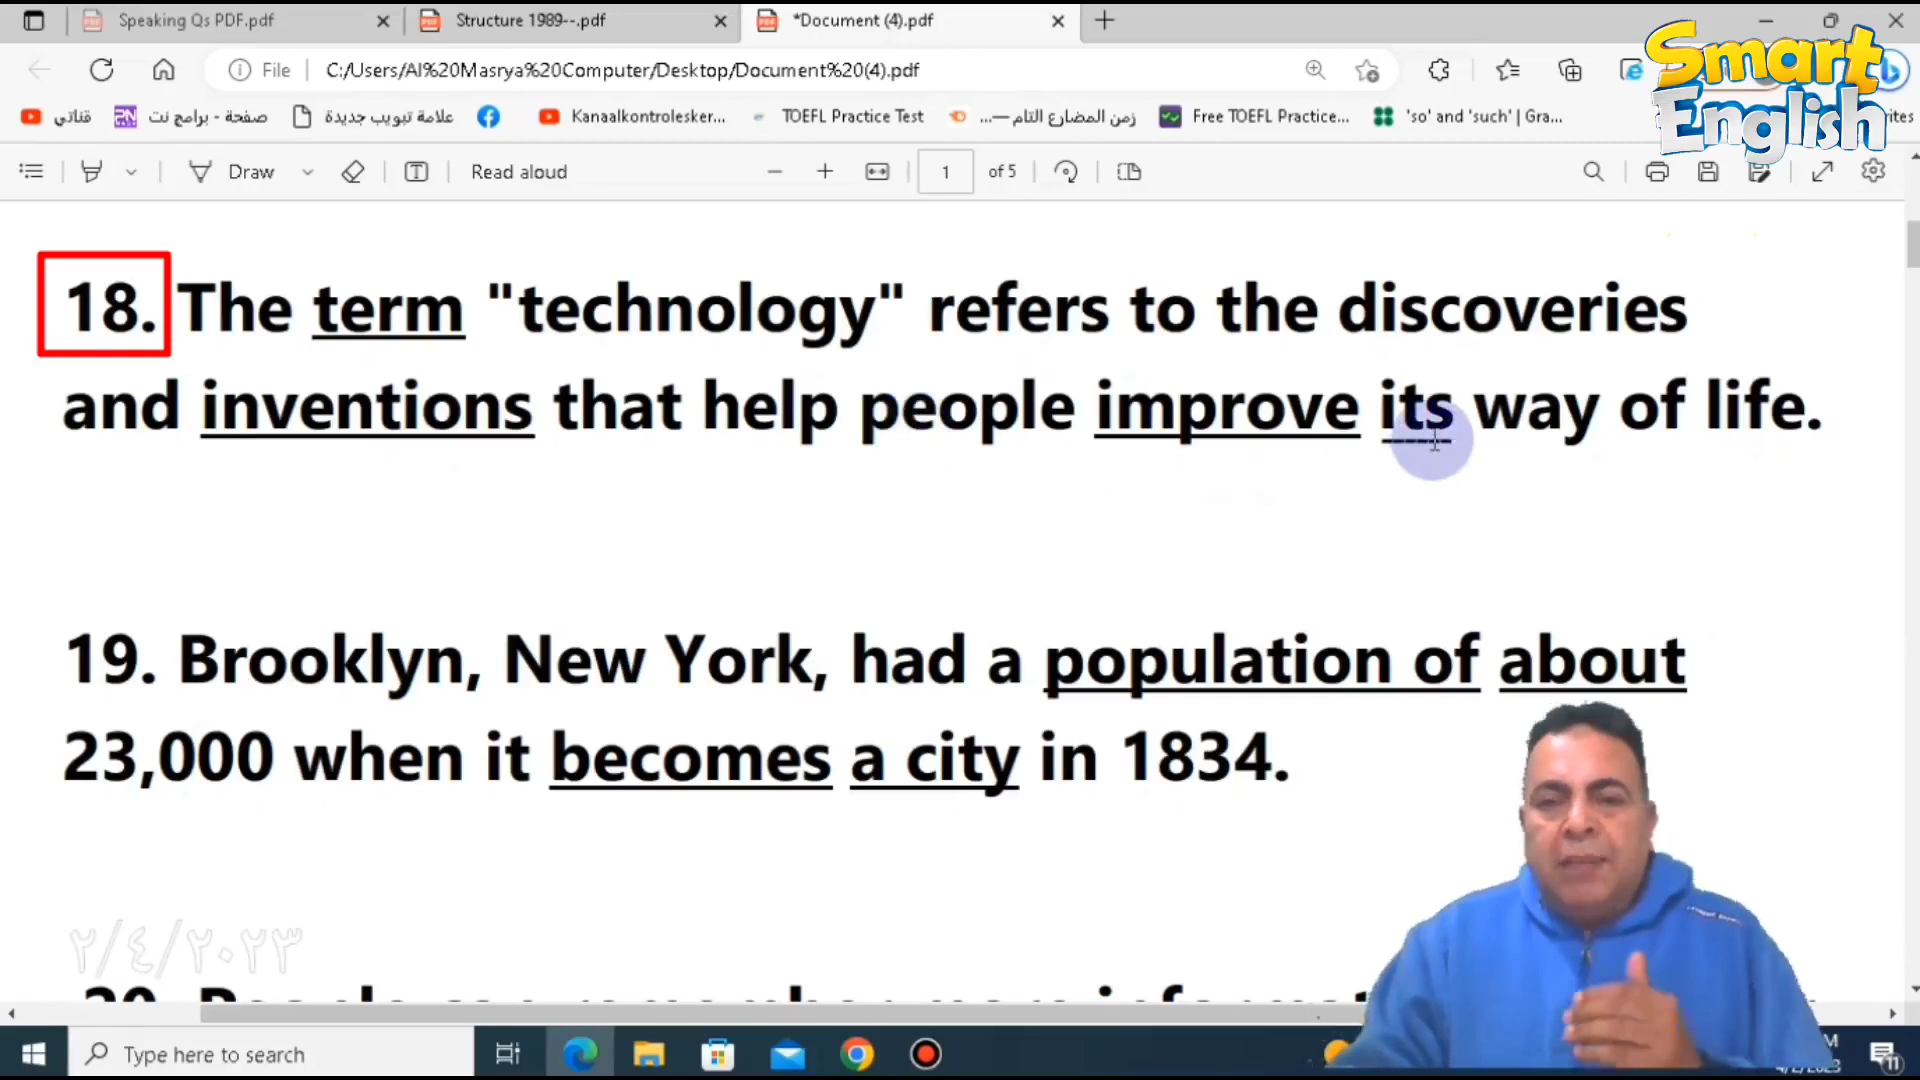 Speaking Qs PDF.pdf
Structure 1989--.pdf
*Document (4).pdf
File
C:/Users/Al%20Masrya%20Computer/Desktop/Document%20(4).pdf
Smart
English
قناتي
صفحة - برامج نت
علامة تبويب جديدة
Kanaalkontrolesker...
TOEFL Practice Test
زمن المضارع التام —...
Free TOEFL Practice...
'so' and 'such' | Gra...
Draw
Read aloud
1
of 5
18. The term "technology" refers to the discoveries
and inventions that help people improve its way of life.
19. Brooklyn, New York, had a population of about
23,000 when it becomes a city in 1834.
٢/٤/٢٠٢٣
Type here to search
11